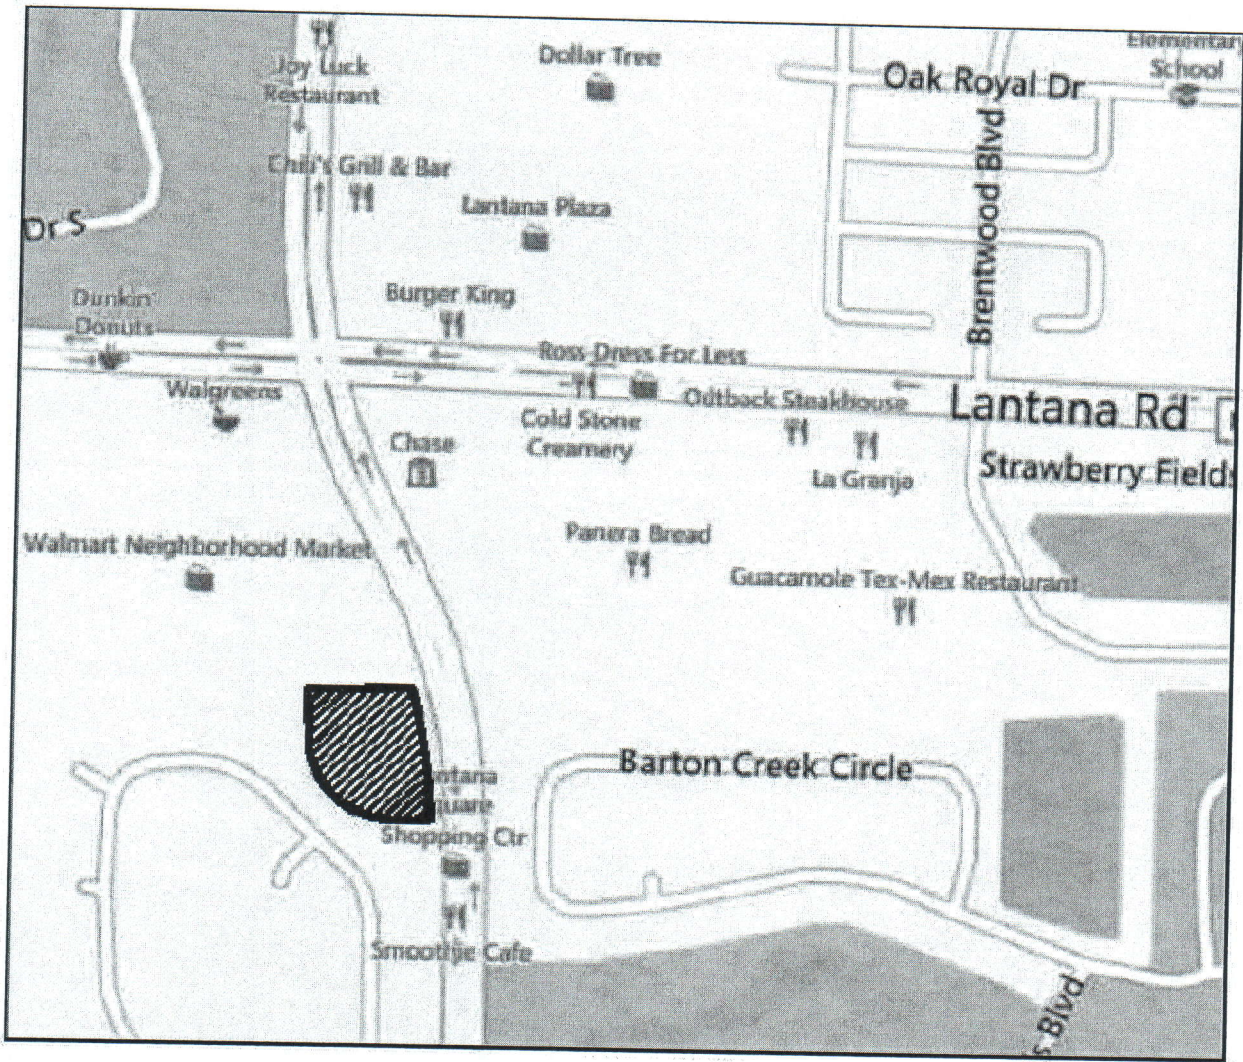 Elementary
School
Joy Luck
Restaurant
Dollar Tree
Oak Royal Dr
Brentwood Blvd
Chili's Grill & Bar
Lantana Plaza
Dr S
Dunkin'
Donuts
Burger King
Ross Dress For Less
Walgreens
Outback Steakhouse
Lantana Rd
Cold Stone
Creamery
Chase
La Granja
Strawberry Fields
Walmart Neighborhood Market
Panera Bread
Guacamole Tex-Mex Restaurant
Barton Creek Circle
ntana
quare
Shopping Ctr
Smoothie Cafe
s Blvd